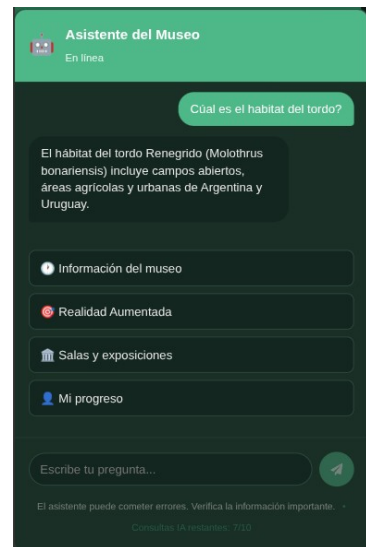 Asistente del Museo
En línea
Cúal es el habitat del tordo?
El hábitat del tordo Renegrido (Molothrus
bonariensis) incluye campos abiertos,
áreas agrícolas y urbanas de Argentina y
Uruguay.
Información del museo
Realidad Aumentada
Salas y exposiciones
Mi progreso
Escribe tu pregunta...
El asistente puede cometer errores. Verifica la información importante. -
Consultas IA restantes: 7/10